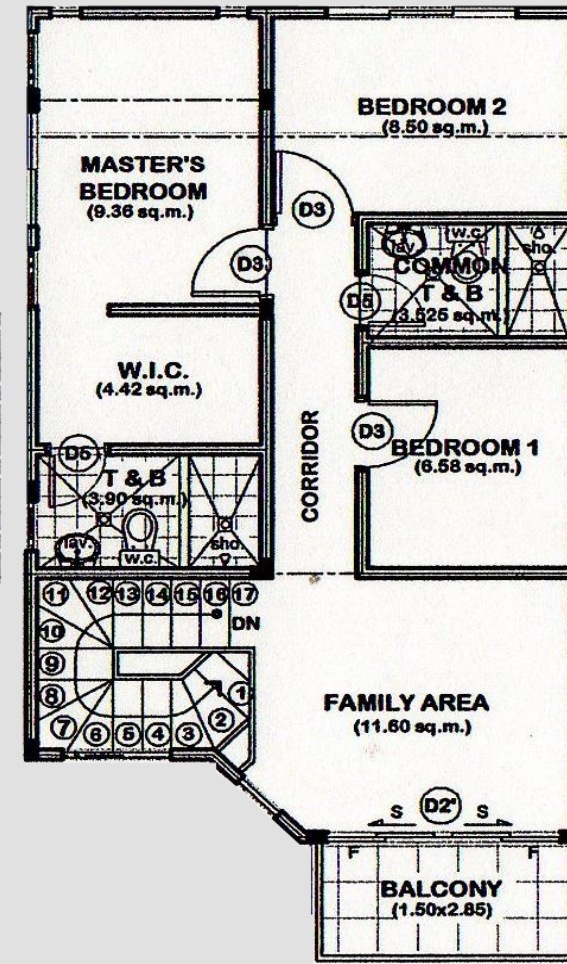 BEDROOM 2
(8.50 sq.m.)
MASTER'S
BEDROOM
(9.36 sq.m.)
D3
D3
lav.
w.c.
sho.
COMMON
T & B
(3.525 sq.m.)
D5
W.I.C.
(4.42 sq.m.)
D3
BEDROOM 1
(6.58 sq.m.)
CORRIDOR
D5
T & B
(3.90 sq.m.)
lav.
w.c.
sho.
11
12
13
14
15
16
17
DN
10
9
8
7
6
5
4
3
2
1
FAMILY AREA
(11.60 sq.m.)
S
D2'
S
F
F
BALCONY
(1.50x2.85)